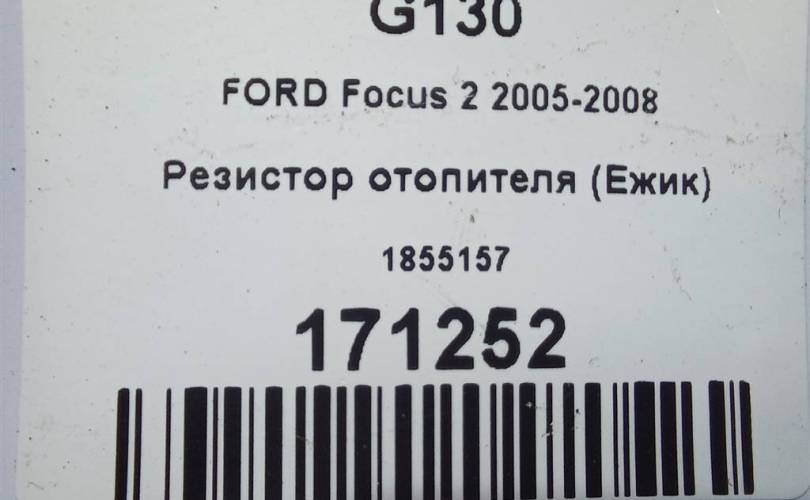 G130
FORD Focus 2 2005-2008
Резистор отопителя (Ежик)
1855157
171252